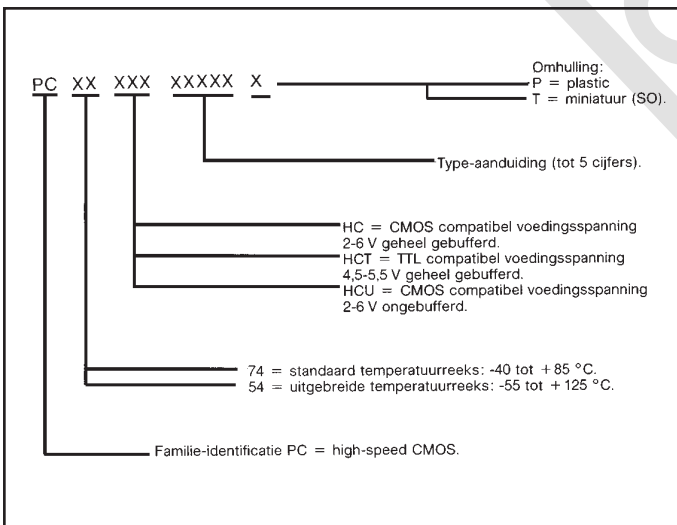 Omhulling:
PC XX XXX XXXXX X
P = plastic
T = miniatuur (SO).
Type-aanduiding (tot 5 cijfers).
HC = CMOS compatibel voedingsspanning
2-6 V geheel gebufferd.
HCT = TTL compatibel voedingsspanning
4,5-5,5 V geheel gebufferd.
HCU = CMOS compatibel voedingsspanning
2-6 V ongebufferd.
74 = standaard temperatuurreeks: -40 tot +85 °C.
54 = uitgebreide temperatuurreeks: -55 tot +125 °C.
Familie-identificatie PC = high-speed CMOS.